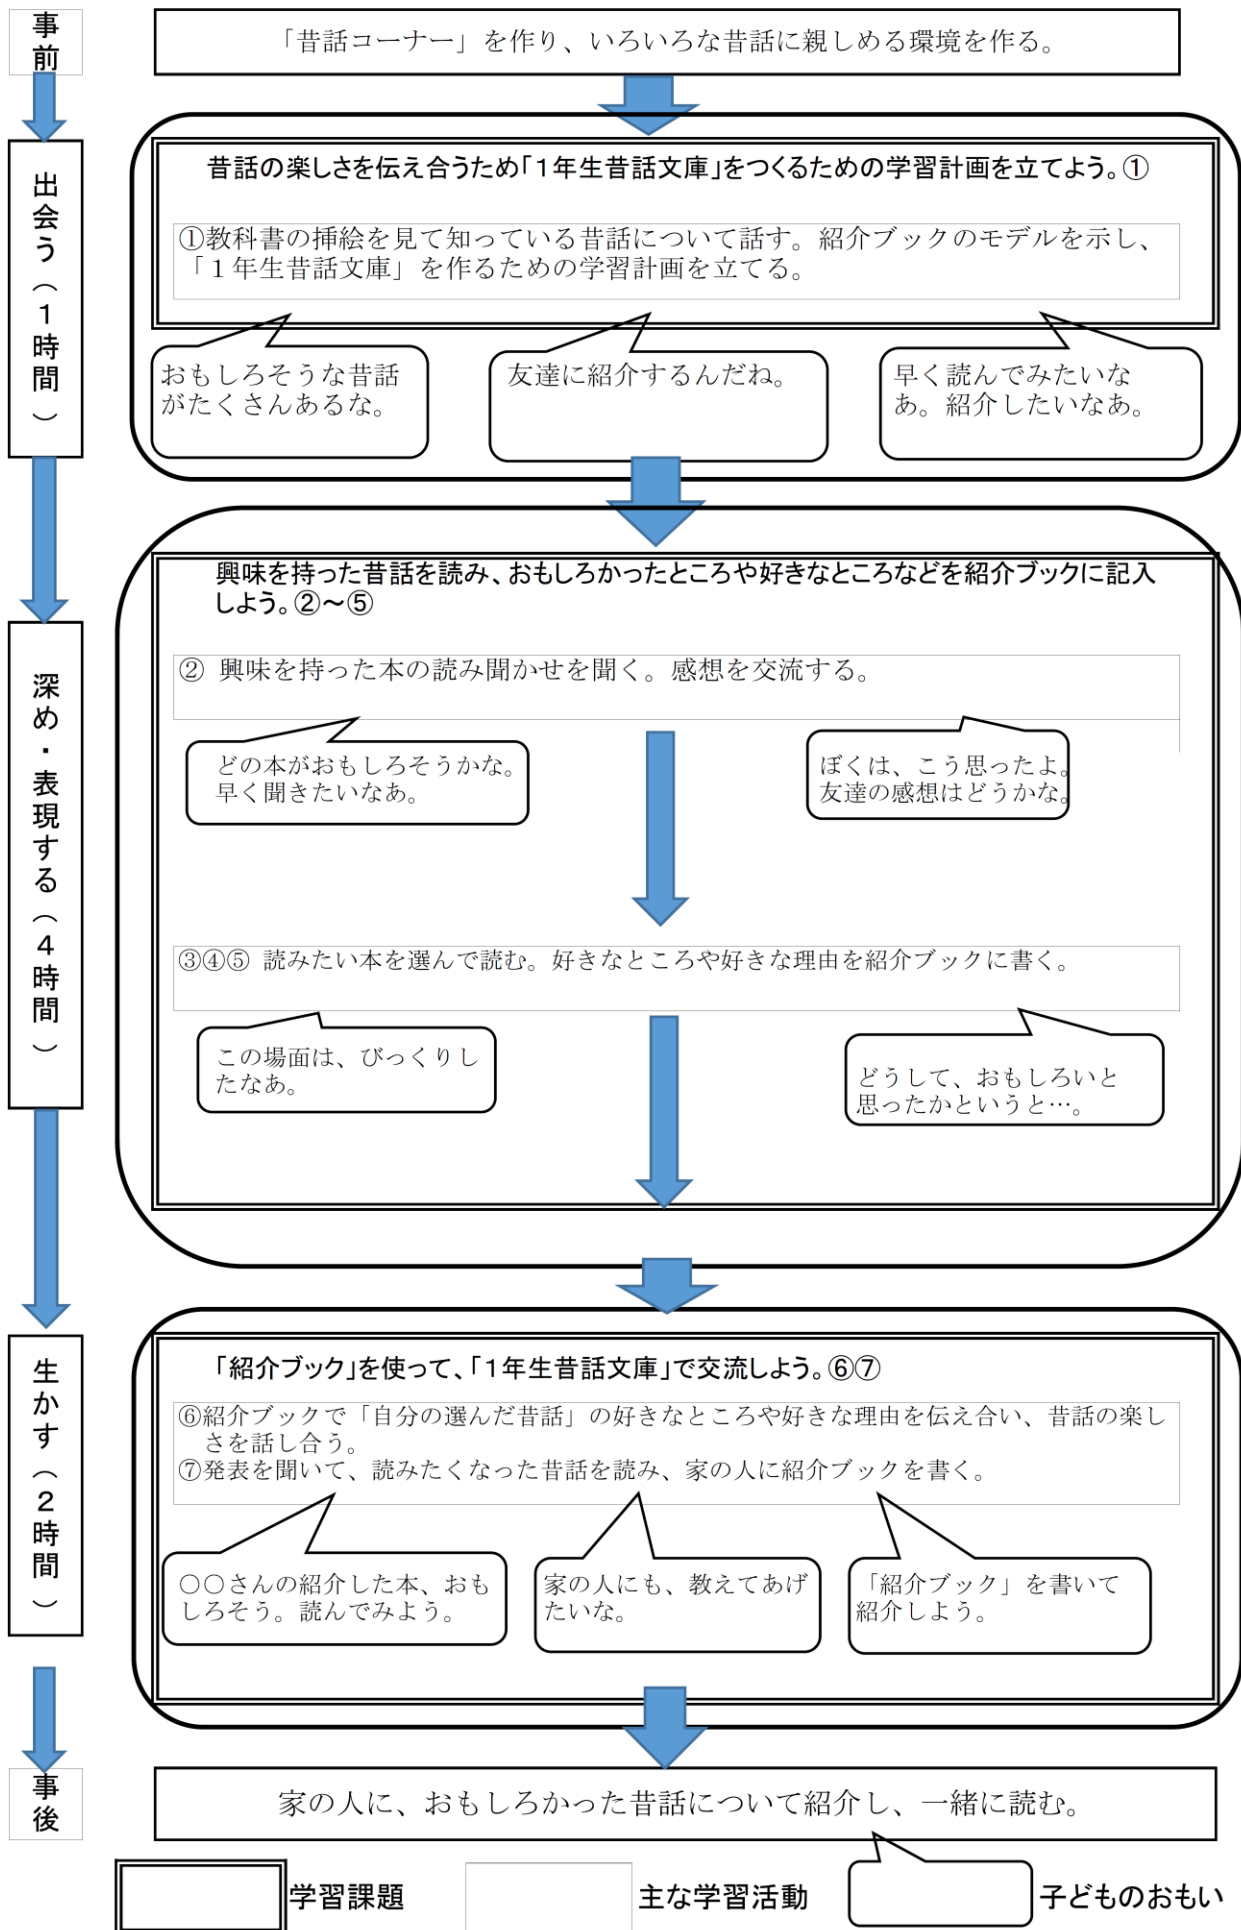 事前
「昔話コーナー」を作り、いろいろな昔話に親しめる環境を作る。
出会う（１時間）
昔話の楽しさを伝え合うため「１年生昔話文庫」をつくるための学習計画を立てよう。①
①教科書の挿絵を見て知っている昔話について話す。紹介ブックのモデルを示し、
「１年生昔話文庫」を作るための学習計画を立てる。
おもしろそうな昔話
がたくさんあるな。
友達に紹介するんだね。
早く読んでみたいな
あ。紹介したいなあ。
深め・表現する（４時間）
興味を持った昔話を読み、おもしろかったところや好きなところなどを紹介ブックに記入
しよう。②～⑤
② 興味を持った本の読み聞かせを聞く。感想を交流する。
どの本がおもしろそうかな。
早く聞きたいなあ。
ぼくは、こう思ったよ。
友達の感想はどうかな。
③④⑤ 読みたい本を選んで読む。好きなところや好きな理由を紹介ブックに書く。
この場面は、びっくりし
たなあ。
どうして、おもしろいと
思ったかというと…。
生かす（２時間）
「紹介ブック」を使って、「１年生昔話文庫」で交流しよう。⑥⑦
⑥紹介ブックで「自分の選んだ昔話」の好きなところや好きな理由を伝え合い、昔話の楽し
さを話し合う。
⑦発表を聞いて、読みたくなった昔話を読み、家の人に紹介ブックを書く。
○○さんの紹介した本、おも
しろそう。読んでみよう。
家の人にも、教えてあげ
たいな。
「紹介ブック」を書いて
紹介しよう。
事後
家の人に、おもしろかった昔話について紹介し、一緒に読む。
学習課題
主な学習活動
子どものおもい